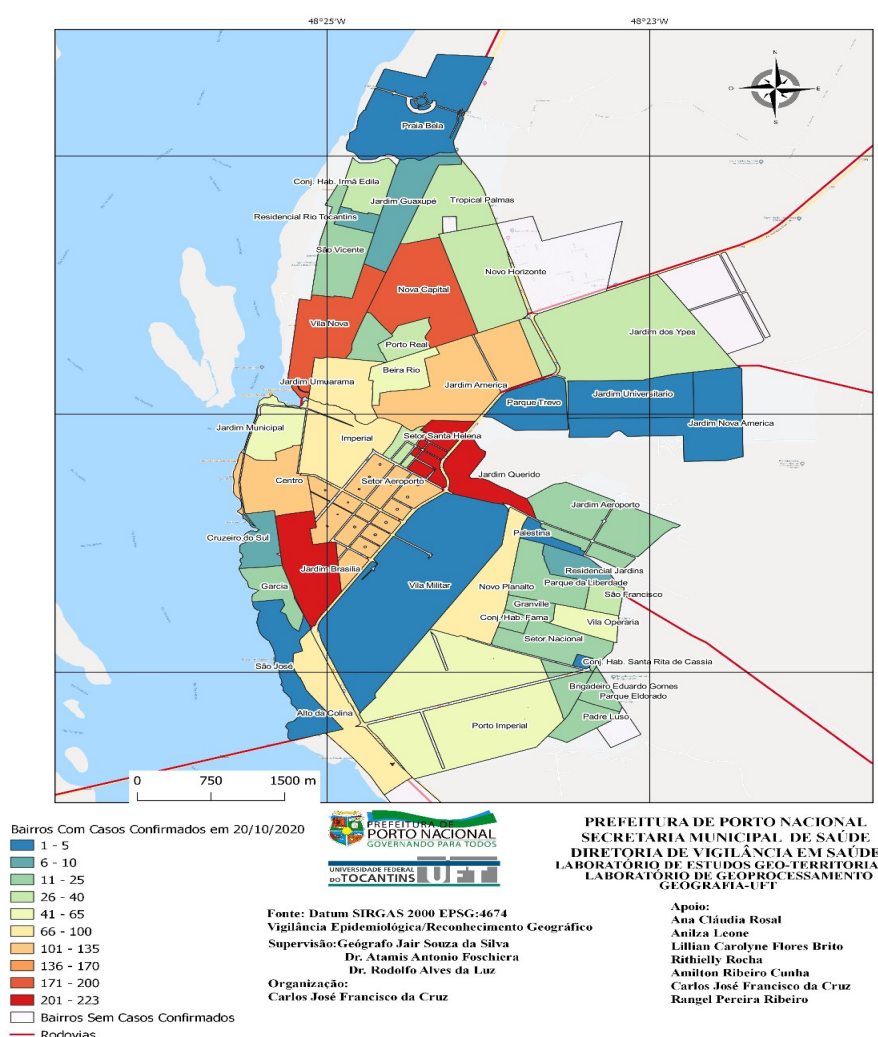 48°25'W
48°23'W
N
O
E
S
Praia Bela
Conj. Hab. Irmã Edila
Jardim Guaxupé
Tropical Palmas
Residencial Rio Tocantins
São Vicente
Novo Horizonte
Nova Capital
Vila Nova
Porto Real
Jardim dos Ypes
Beira Rio
Jardim Umuarama
Jardim America
Parque Trevo
Jardim Universitario
Jardim Municipal
Jardim Nova America
Imperial
Setor Santa Helena
Centro
Setor Aeroporto
Jardim Querido
Jardim Aeroporto
Cruzeiro do Sul
Palestina
Jardim Brasilia
Residencial Jardins
Garcia
Vila Militar
Novo Planalto
Parque da Liberdade
São Francisco
Granville
Conj. Hab. Fama
Vila Operaria
Setor Nacional
São José
Conj. Hab. Santa Rita de Cassia
Brigadeiro Eduardo Gomes
Parque Eldorado
Alto da Colina
Porto Imperial
Padre Luso
0 750 1500 m
Bairros Com Casos Confirmados em 20/10/2020
1 - 5
6 - 10
11 - 25
26 - 40
41 - 65
66 - 100
101 - 135
136 - 170
171 - 200
201 - 223
Bairros Sem Casos Confirmados
Rodovias
PREFEITURA DE
PORTO NACIONAL
GOVERNANDO PARA TODOS
UNIVERSIDADE FEDERAL
DO TOCANTINS
UFT
Fonte: Datum SIRGAS 2000 EPSG:4674
Vigilância Epidemiológica/Reconhecimento Geográfico
Supervisão:Geógrafo Jair Souza da Silva
Dr. Atamis Antonio Foschiera
Dr. Rodolfo Alves da Luz
Organização:
Carlos José Francisco da Cruz
PREFEITURA DE PORTO NACIONAL
SECRETARIA MUNICIPAL DE SAÚDE
DIRETORIA DE VIGILÂNCIA EM SAÚDE
LABORATÓRIO DE ESTUDOS GEO-TERRITORIA
LABORATÓRIO DE GEOPROCESSAMENTO
GEOGRAFIA-UFT
Apoio:
Ana Cláudia Rosal
Anilza Leone
Lillian Carolyne Flores Brito
Rithielly Rocha
Amilton Ribeiro Cunha
Carlos José Francisco da Cruz
Rangel Pereira Ribeiro